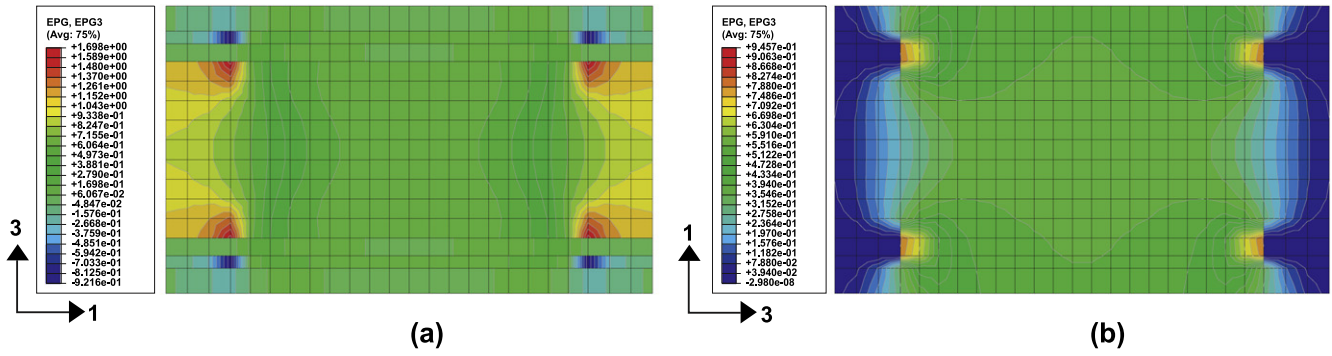 EPG, EPG3
(Avg: 75%)
+1.698e+00
+1.589e+00
+1.480e+00
+1.370e+00
+1.261e+00
+1.152e+00
+1.043e+00
+9.338e-01
+8.247e-01
+7.155e-01
+6.064e-01
+4.973e-01
+3.881e-01
+2.790e-01
+1.698e-01
+6.067e-02
-4.847e-02
-1.576e-01
-2.668e-01
-3.759e-01
-4.851e-01
-5.942e-01
-7.033e-01
-8.125e-01
-9.216e-01
3
1
(a)
EPG, EPG3
(Avg: 75%)
+9.457e-01
+9.063e-01
+8.668e-01
+8.274e-01
+7.880e-01
+7.486e-01
+7.092e-01
+6.698e-01
+6.304e-01
+5.910e-01
+5.516e-01
+5.122e-01
+4.728e-01
+4.334e-01
+3.940e-01
+3.546e-01
+3.152e-01
+2.758e-01
+2.364e-01
+1.970e-01
+1.576e-01
+1.182e-01
+7.880e-02
+3.940e-02
-2.980e-08
1
3
(b)